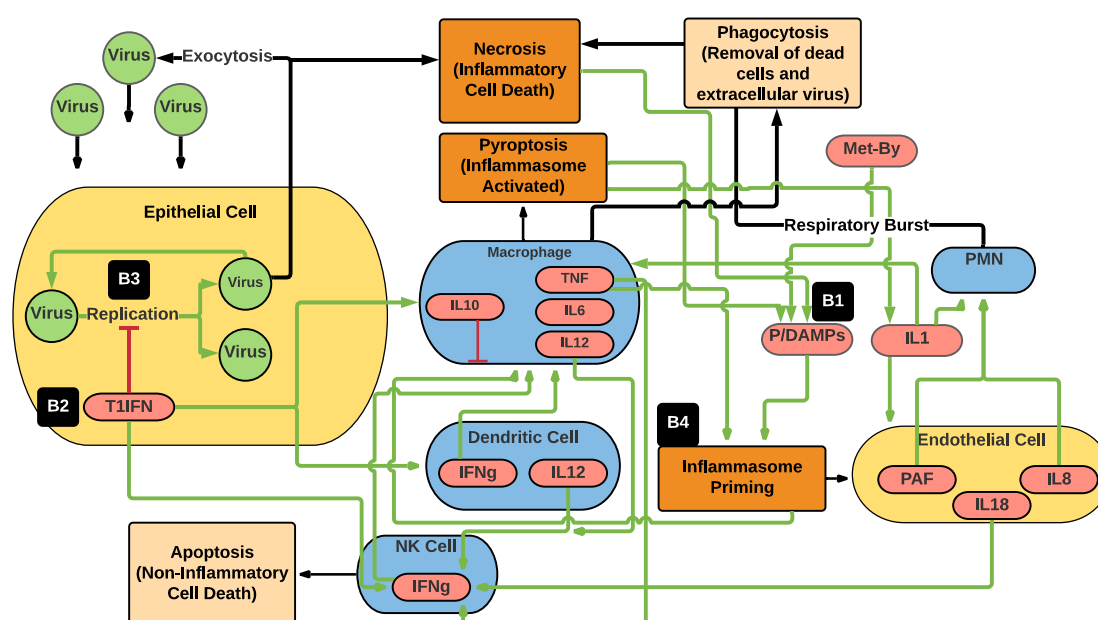 Virus
Exocytosis
Virus
Virus
Necrosis
(Inflammatory
Cell Death)
Phagocytosis
(Removal of dead
cells and
extracellular virus)
Pyroptosis
(Inflammasome
Activated)
Met-By
Respiratory Burst
Epithelial Cell
B3
Virus
Virus
Replication
Virus
B2
T1IFN
Macrophage
TNF
IL10
IL6
IL12
PMN
B1
P/DAMPs
IL1
Dendritic Cell
IFNg
IL12
B4
Inflammasome
Priming
Endothelial Cell
PAF
IL8
IL18
Apoptosis
(Non-Inflammatory
Cell Death)
NK Cell
IFNg